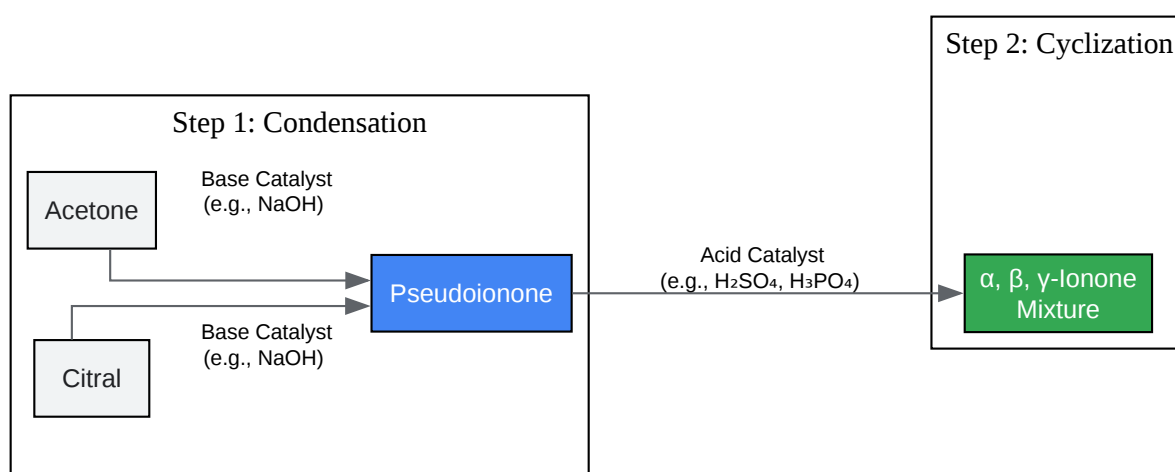 Step 1: Condensation
Acetone
Base Catalyst
(e.g., NaOH)
Citral
Base Catalyst
(e.g., NaOH)
Pseudoionone
Acid Catalyst
(e.g., H₂SO₄, H₃PO₄)
Step 2: Cyclization
α, β, γ-Ionone
Mixture